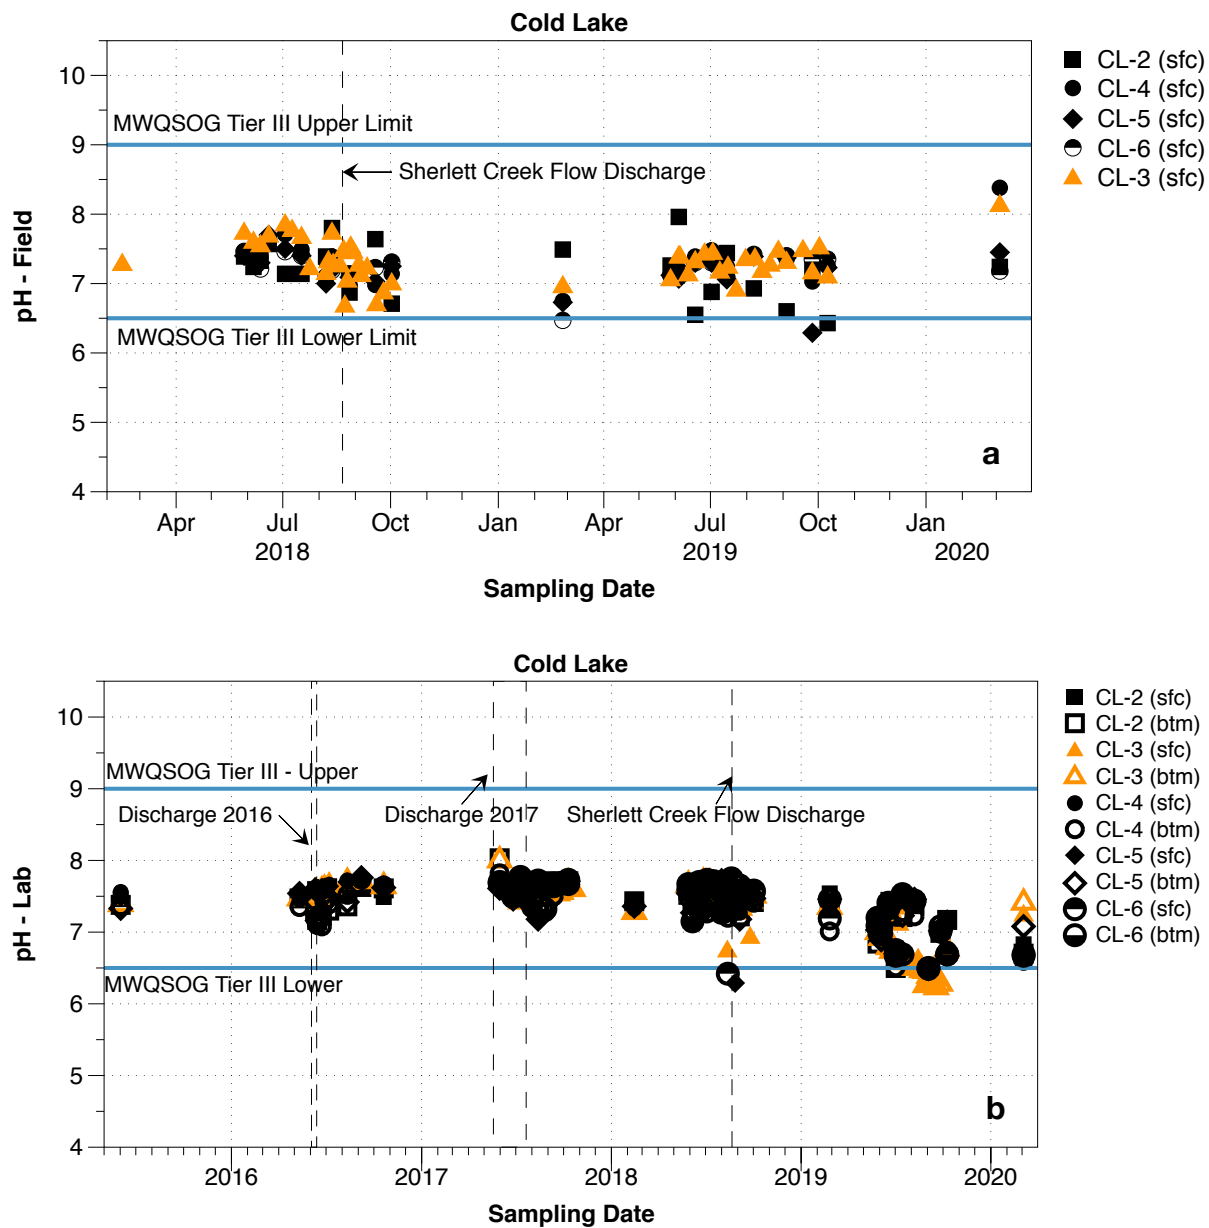 Cold Lake
10
9
8
7
6
5
4
pH - Field
MWQSOG Tier III Upper Limit
Sherlett Creek Flow Discharge
MWQSOG Tier III Lower Limit
a
Apr Jul Oct Jan Apr Jul Oct Jan
2018 2019 2020
Sampling Date
CL-2 (sfc)
CL-4 (sfc)
CL-5 (sfc)
CL-6 (sfc)
CL-3 (sfc)
Cold Lake
10
9
8
7
6
5
4
pH - Lab
MWQSOG Tier III - Upper
Discharge 2016
Discharge 2017
Sherlett Creek Flow Discharge
MWQSOG Tier III Lower
b
2016 2017 2018 2019 2020
Sampling Date
CL-2 (sfc)
CL-2 (btm)
CL-3 (sfc)
CL-3 (btm)
CL-4 (sfc)
CL-4 (btm)
CL-5 (sfc)
CL-5 (btm)
CL-6 (sfc)
CL-6 (btm)